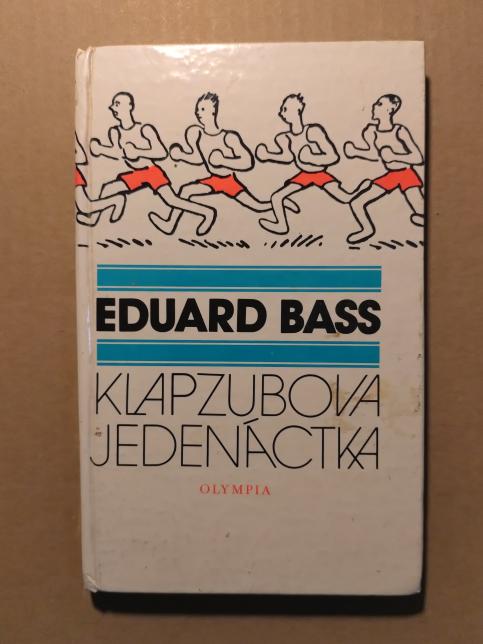 EDUARD BASS
KLAPZUBOVA
JEDENÁCTKA
OLYMPIA